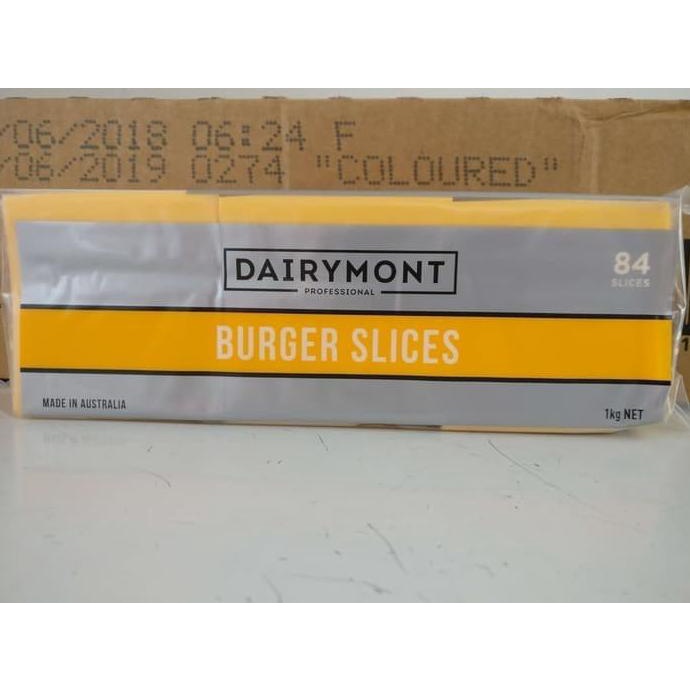 /06/2018 06:24 F
/06/2019 0274 "COLOURED"
DAIRYMONT
PROFESSIONAL
84
SLICES
BURGER SLICES
MADE IN AUSTRALIA
1kg NET